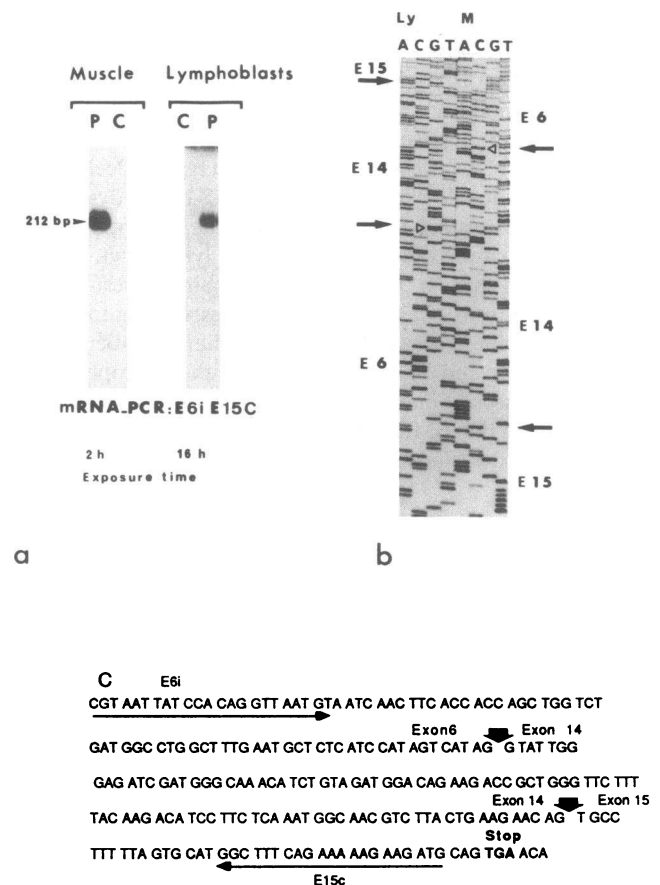 Muscle Lymphoblasts
P C C P
212 bp
mRNA-PCR: E6i E15C
2 h 16 h
Exposure time
a
Ly M
A C G T A C G T
E 15
E 6
E 14
E 14
E 6
E 15
b
C E6i
CGT AAT TAT CCA CAG GTT AAT GTA ATC AAC TTC ACC ACC AGC TGG TCT
Exon6 Exon 14
GAT GGC CTG GCT TTG AAT GCT CTC ATC CAT AGT CAT AG G TAT TGG
GAG ATC GAT GGG CAA ACA TCT GTA GAT GGA CAG AAG ACC GCT GGG TTC TTT
Exon 14 Exon 15
TAC AAG ACA TCC TTC TCA AAT GGC AAC GTC TTA CTG AAG AAC AG T GCC
Stop
TTT TTA GTG CAT GGC TTT CAG AAA AAG AAG ATG CAG TGA ACA
E15c